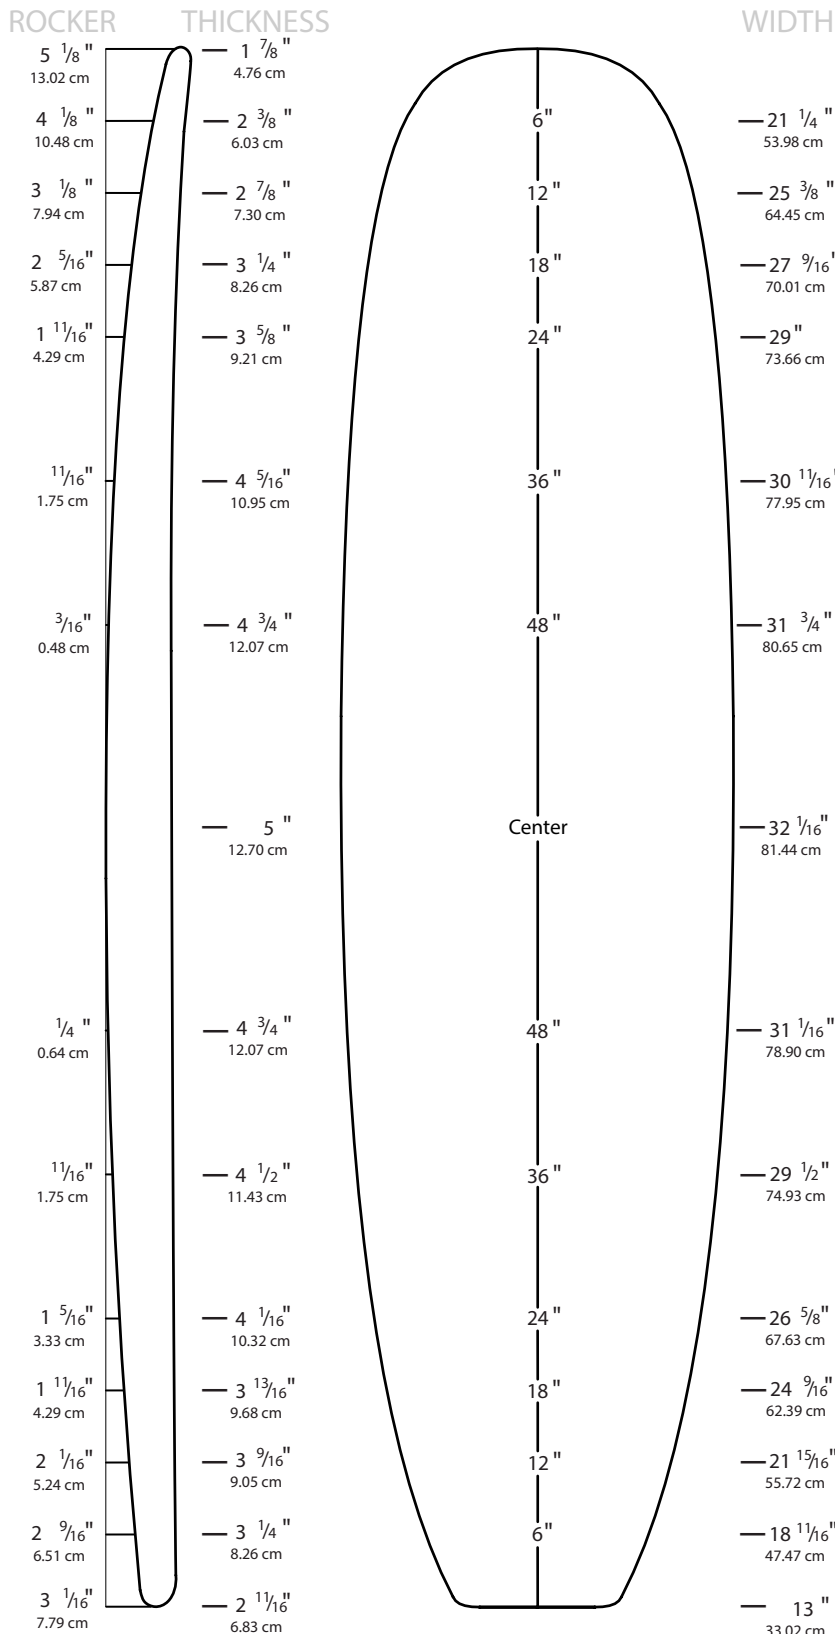 ROCKER THICKNESS WIDTH
5 1/8 " 1 7/8 "
13.02 cm 4.76 cm
4 1/8 " 2 3/8 " 6" 21 1/4 "
10.48 cm 6.03 cm 53.98 cm
3 1/8 " 2 7/8 " 12" 25 3/8 "
7.94 cm 7.30 cm 64.45 cm
2 5/16" 3 1/4 " 18" 27 9/16"
5.87 cm 8.26 cm 70.01 cm
1 11/16" 3 5/8 " 24" 29"
4.29 cm 9.21 cm 73.66 cm
11/16" 4 5/16" 36" 30 11/16"
1.75 cm 10.95 cm 77.95 cm
3/16" 4 3/4 " 48" 31 3/4 "
0.48 cm 12.07 cm 80.65 cm
5 " Center 32 1/16"
12.70 cm 81.44 cm
1/4 " 4 3/4 " 48" 31 1/16"
0.64 cm 12.07 cm 78.90 cm
11/16" 4 1/2 " 36" 29 1/2 "
1.75 cm 11.43 cm 74.93 cm
1 5/16" 4 1/16" 24" 26 5/8"
3.33 cm 10.32 cm 67.63 cm
1 11/16" 3 13/16" 18" 24 9/16"
4.29 cm 9.68 cm 62.39 cm
2 1/16" 3 9/16" 12" 21 15/16"
5.24 cm 9.05 cm 55.72 cm
2 9/16" 3 1/4 " 6" 18 11/16"
6.51 cm 8.26 cm 47.47 cm
3 1/16" 2 11/16" 13 "
7.79 cm 6.83 cm 33.02 cm